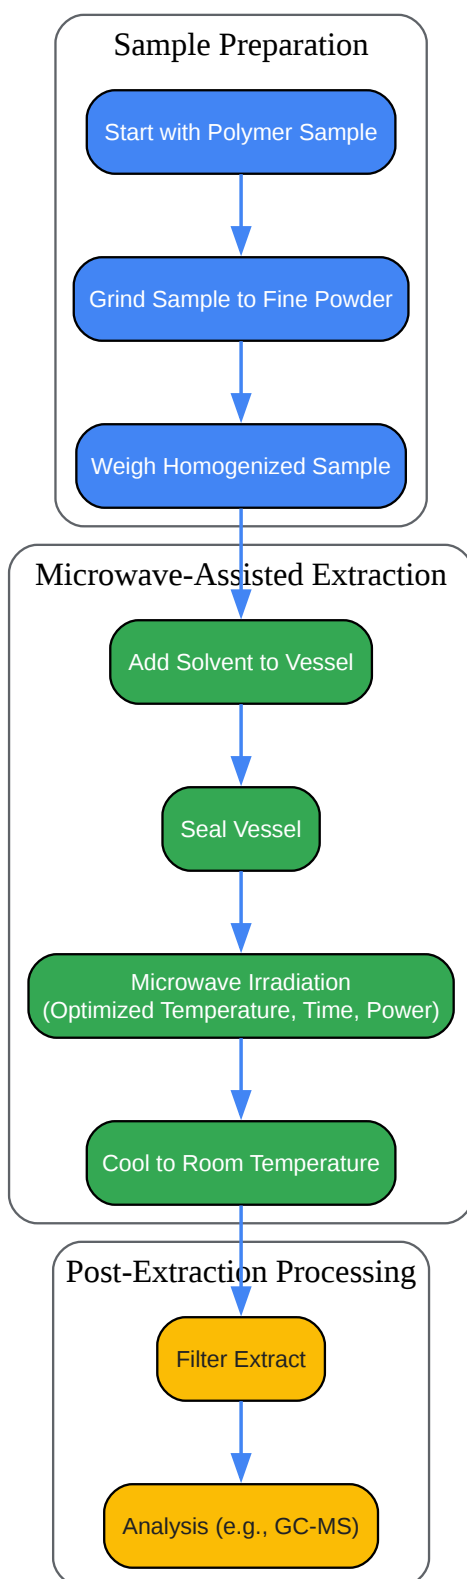 Sample Preparation
Start with Polymer Sample
Grind Sample to Fine Powder
Weigh Homogenized Sample
Microwave-Assisted Extraction
Add Solvent to Vessel
Seal Vessel
Microwave Irradiation
(Optimized Temperature, Time, Power)
Cool to Room Temperature
Post-Extraction Processing
Filter Extract
Analysis (e.g., GC-MS)